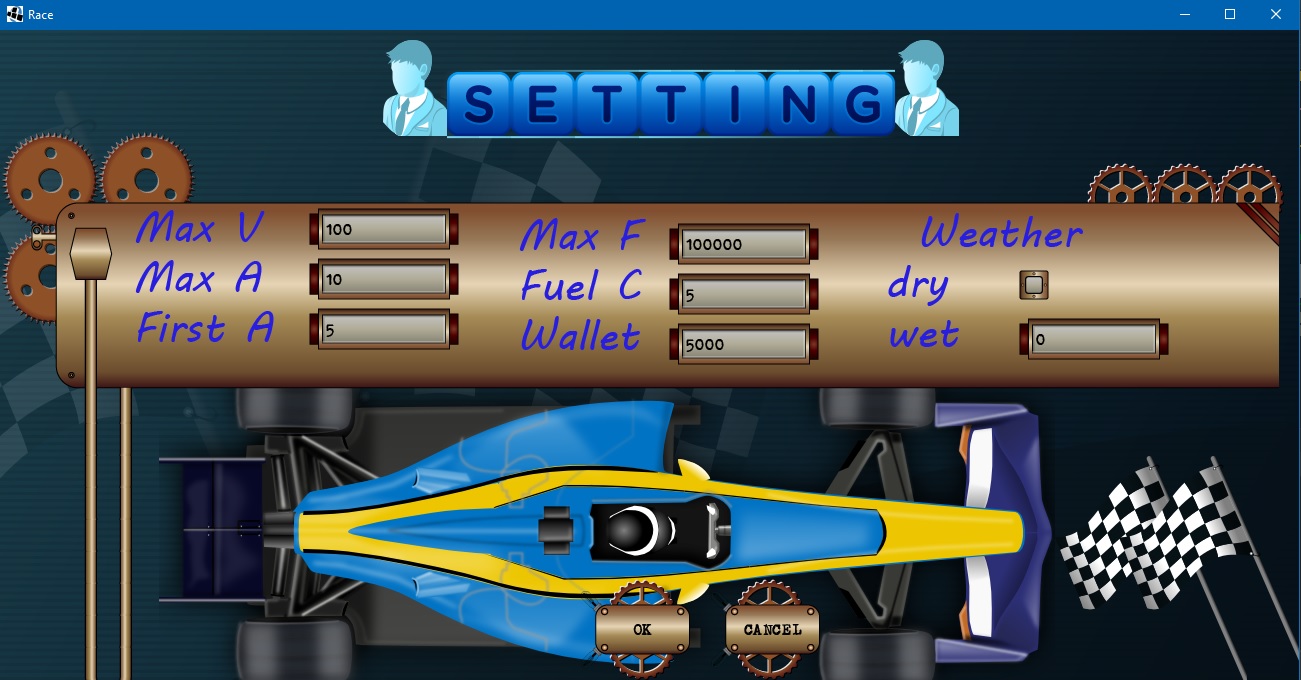 Race
SETTING
Max V 100
Max A 10
First A 5
Max F 100000
Fuel C 5
Wallet 5000
Weather
dry
wet 0
OK
CANCEL